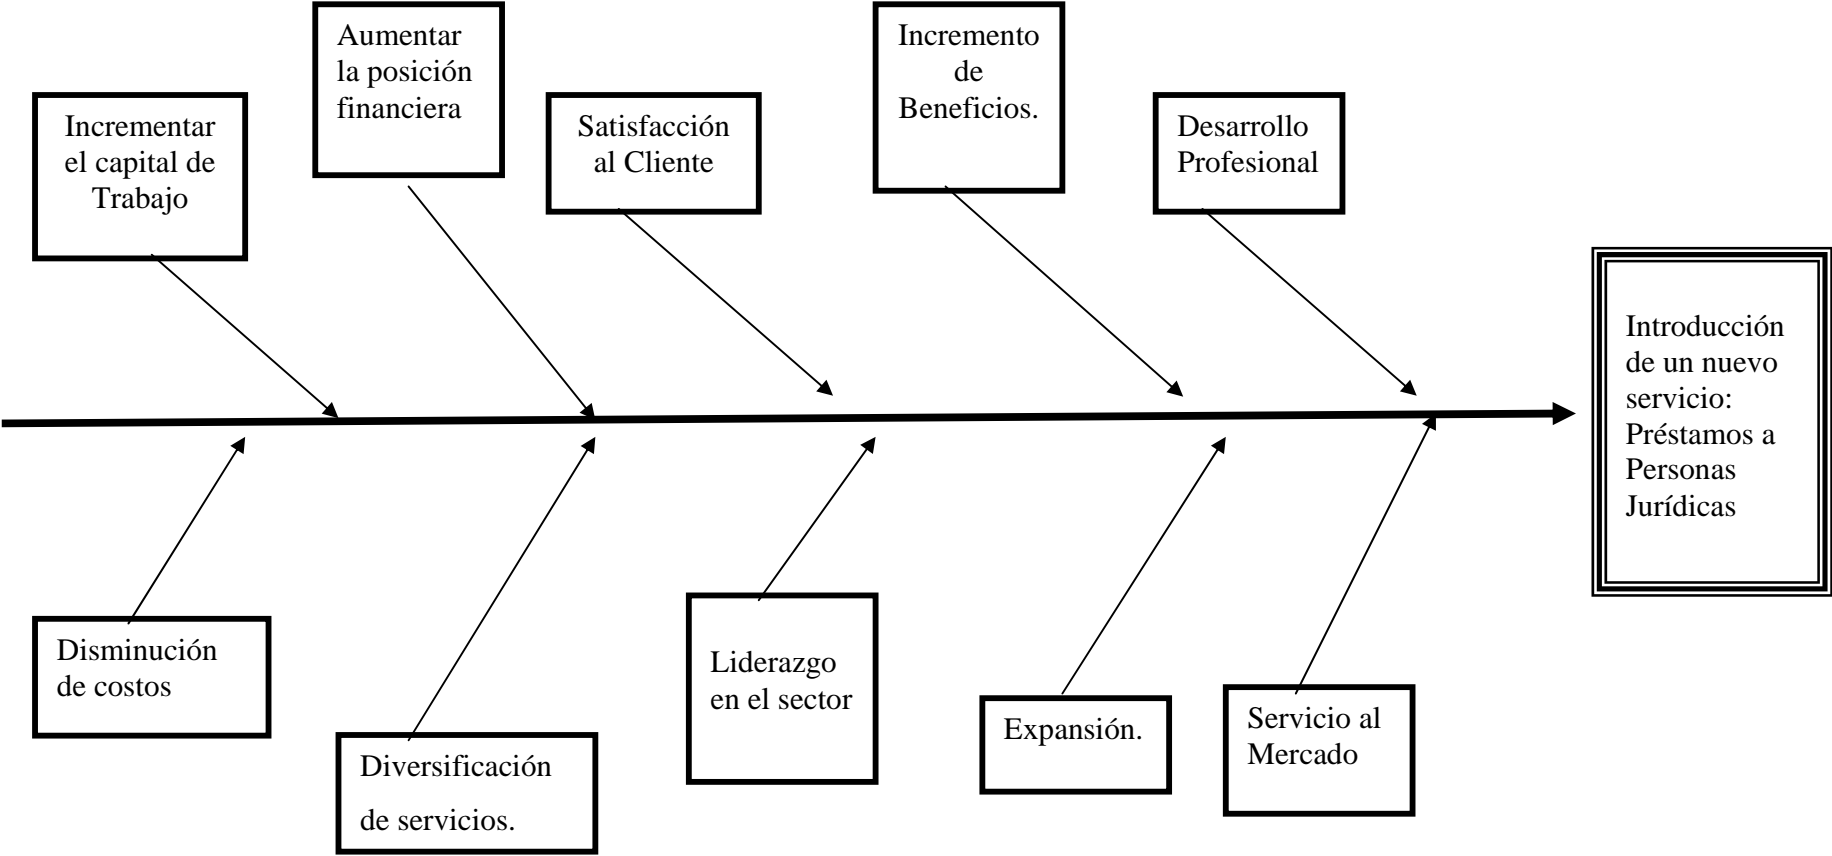 Incrementar
el capital de
Trabajo
Aumentar
la posición
financiera
Satisfacción
al Cliente
Incremento
de
Beneficios.
Desarrollo
Profesional
Introducción
de un nuevo
servicio:
Préstamos a
Personas
Jurídicas
Disminución
de costos
Diversificación
de servicios.
Liderazgo
en el sector
Expansión.
Servicio al
Mercado